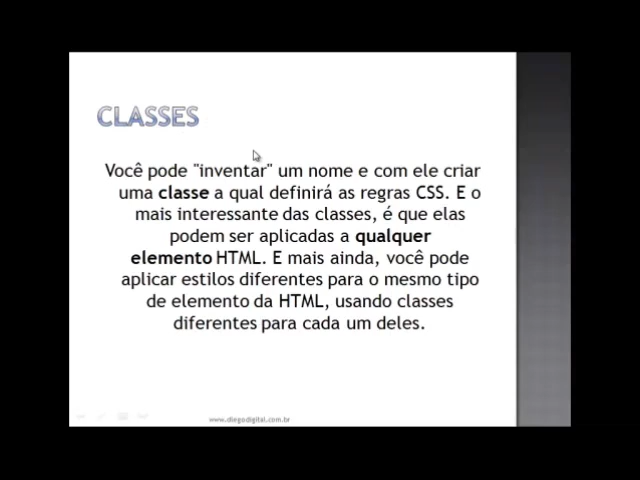 CLASSES
Você pode "inventar" um nome e com ele criar
uma classe a qual definirá as regras CSS. E o
mais interessante das classes, é que elas
podem ser aplicadas a qualquer
elemento HTML. E mais ainda, você pode
aplicar estilos diferentes para o mesmo tipo
de elemento da HTML, usando classes
diferentes para cada um deles.
www.diegodigital.com.br